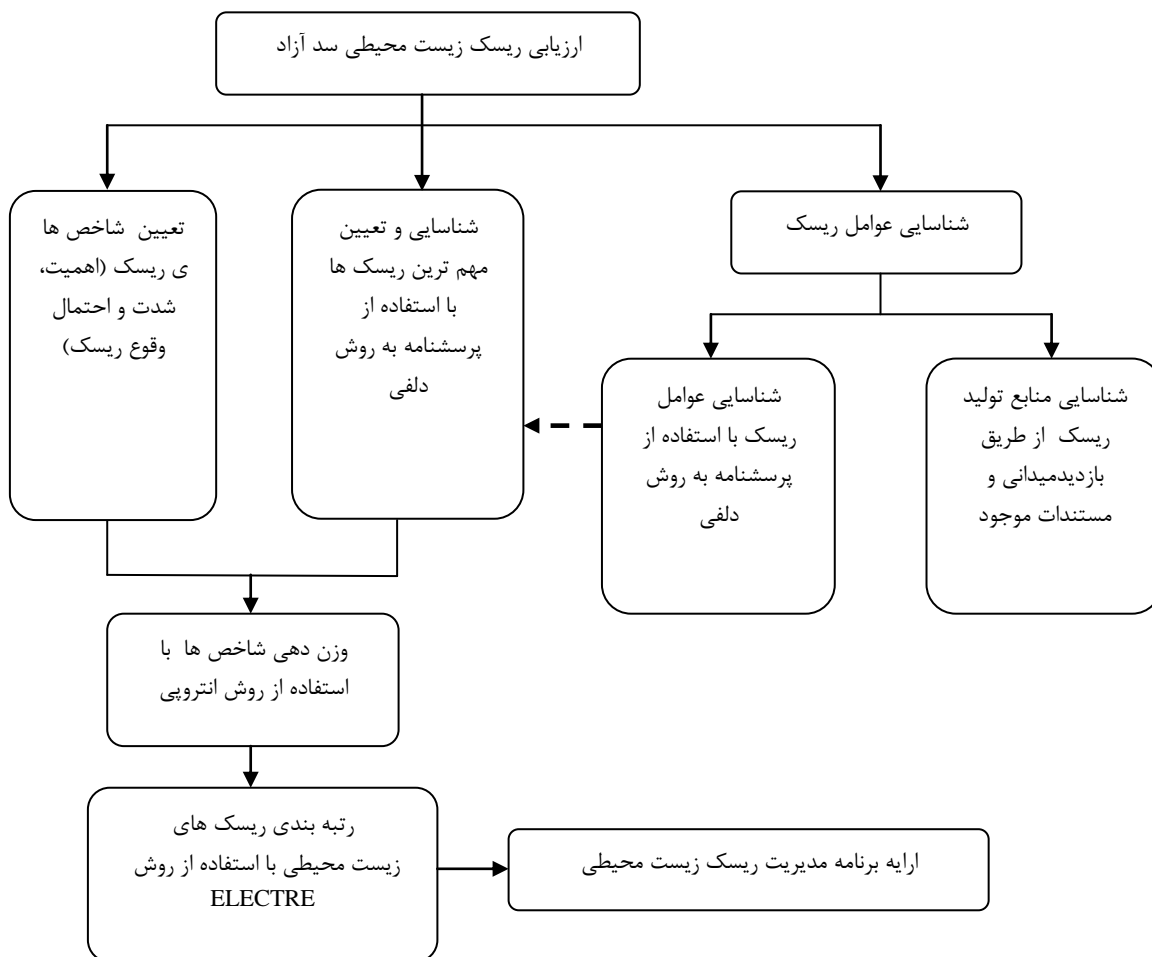 ارزیابی ریسک زیست محیطی سد آزاد
شناسایی عوامل ریسک
شناسایی و تعیین
مهم ترین ریسک ها
با استفاده از
پرسشنامه به روش
دلفی
تعیین شاخص ها
ی ریسک (اهمیت،
شدت و احتمال
وقوع ریسک)
شناسایی منابع تولید
ریسک از طریق
بازدیدمیدانی و
مستندات موجود
شناسایی عوامل
ریسک با استفاده از
پرسشنامه به روش
دلفی
وزن دهی شاخص ها با
استفاده از روش انتروپی
رتبه بندی ریسک های
زیست محیطی با استفاده از روش
ELECTRE
ارایه برنامه مدیریت ریسک زیست محیطی